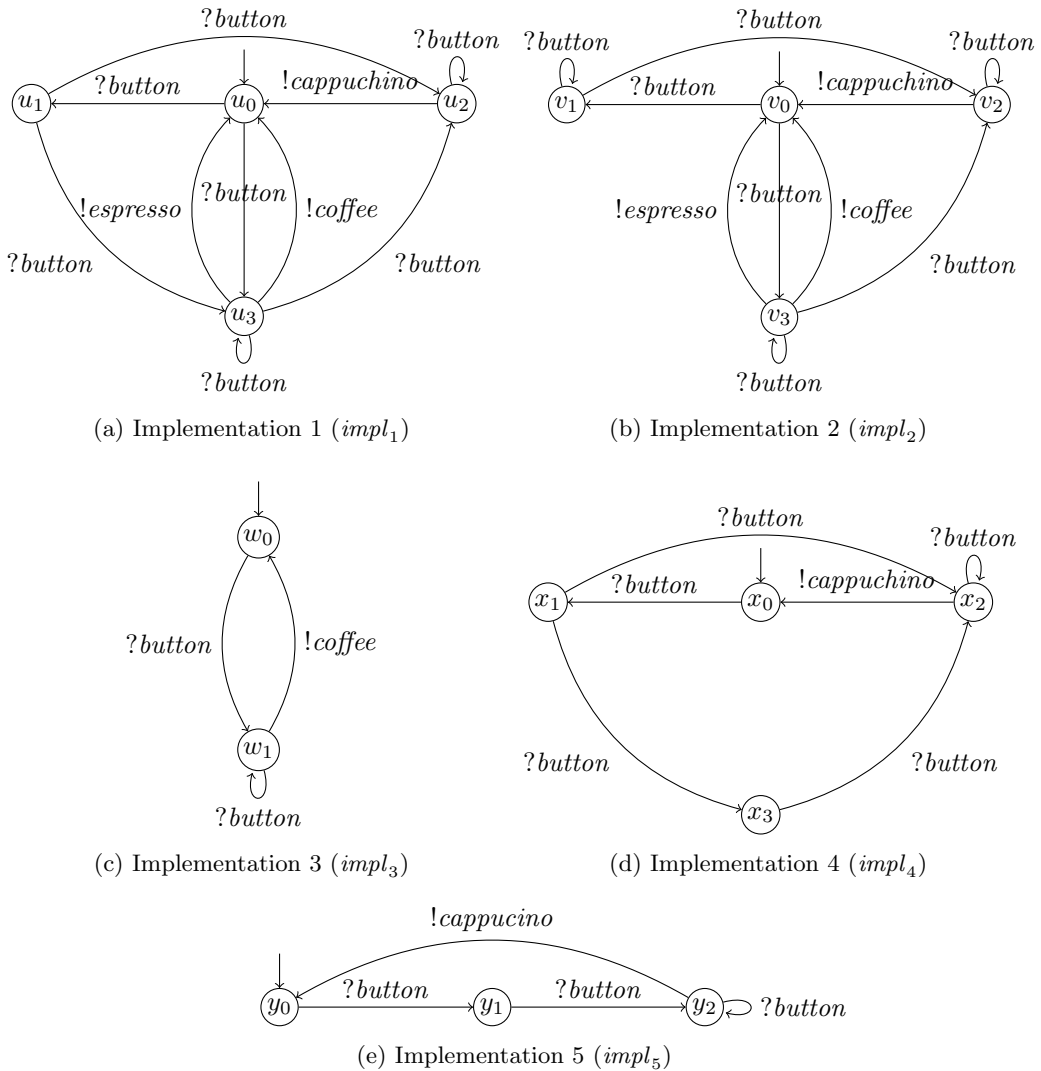 ?button
?button
u1
?button
u0
!cappuchino
u2
?button
!espresso
!coffee
?button
?button
u3
?button
(a) Implementation 1 (impl1)
?button
?button
?button
v1
?button
v0
!cappuchino
v2
?button
!espresso
!coffee
?button
v3
?button
(b) Implementation 2 (impl2)
w0
?button
!coffee
w1
?button
(c) Implementation 3 (impl3)
?button
?button
x1
?button
x0
!cappuchino
x2
?button
?button
x3
(d) Implementation 4 (impl4)
!cappucino
y0
?button
y1
?button
y2
?button
(e) Implementation 5 (impl5)